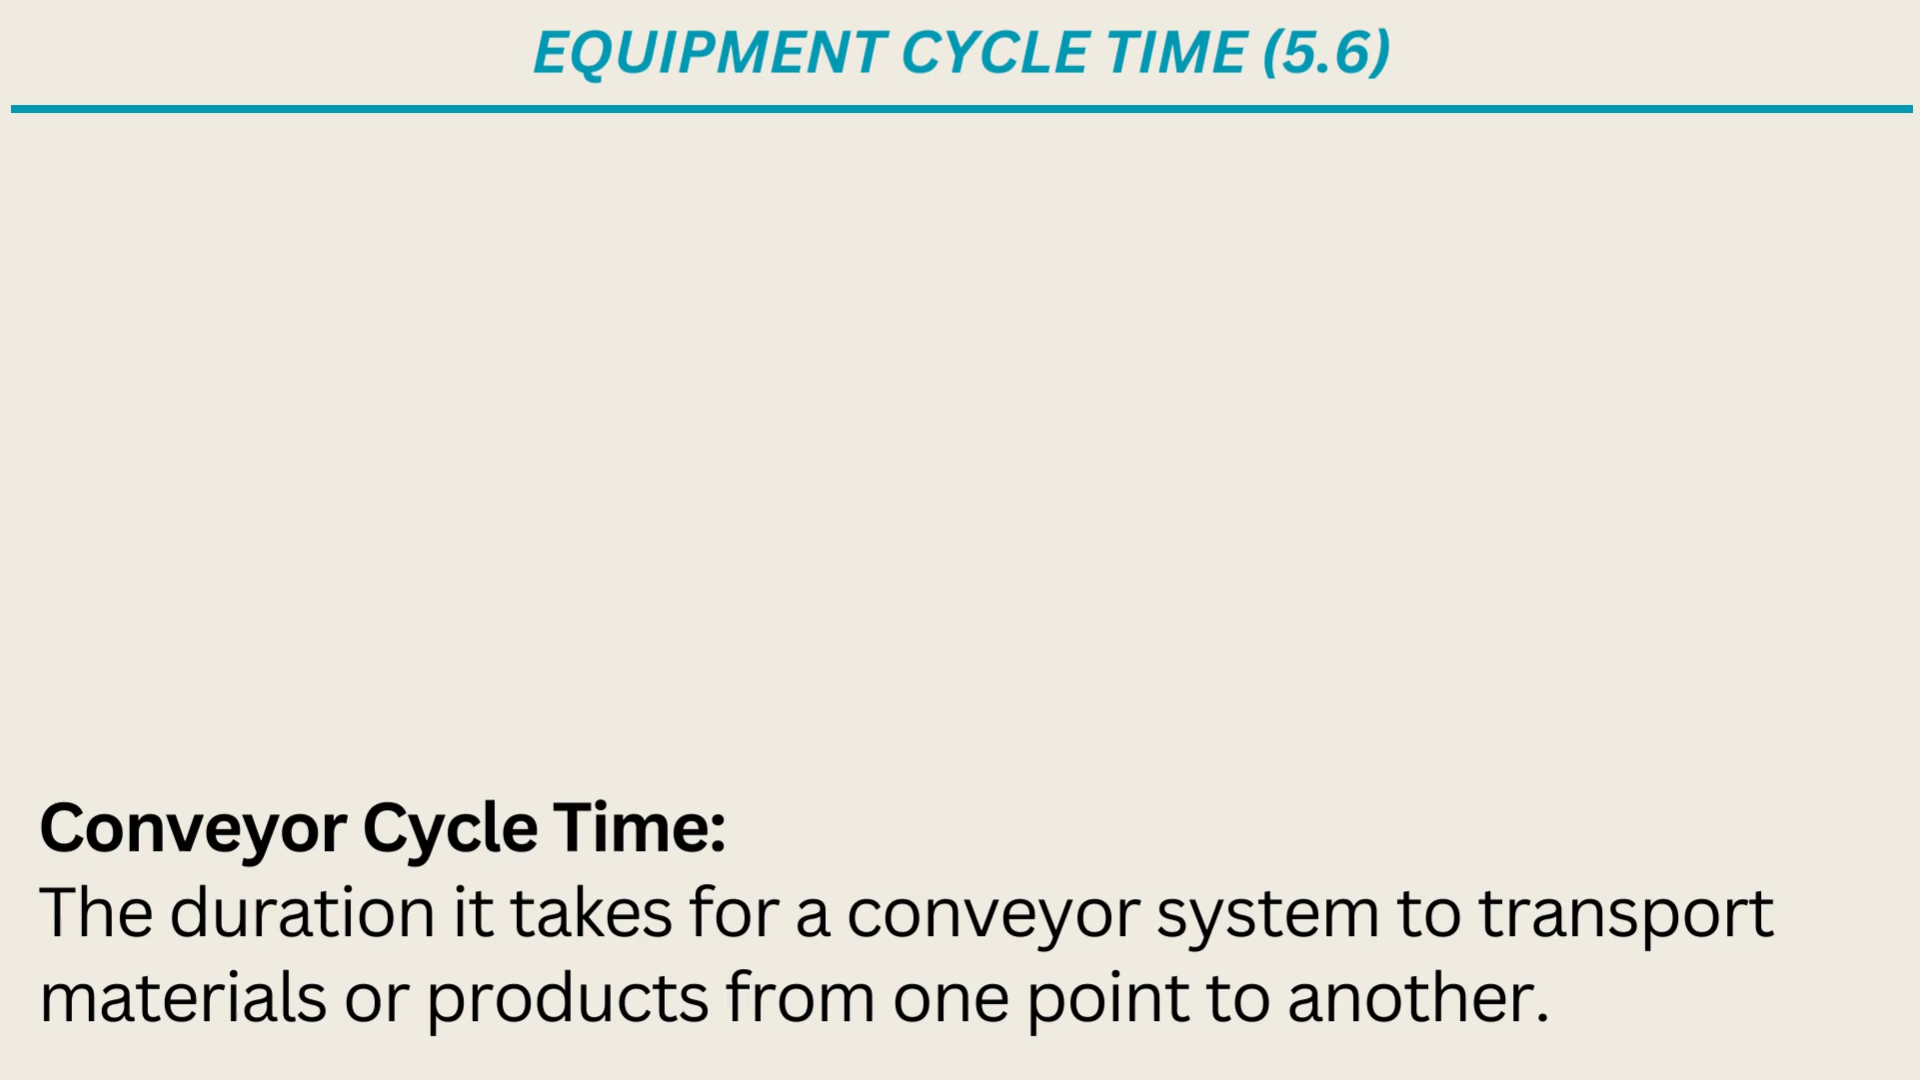 EQUIPMENT CYCLE TIME (5.6)
Conveyor Cycle Time:
The duration it takes for a conveyor system to transport
materials or products from one point to another.